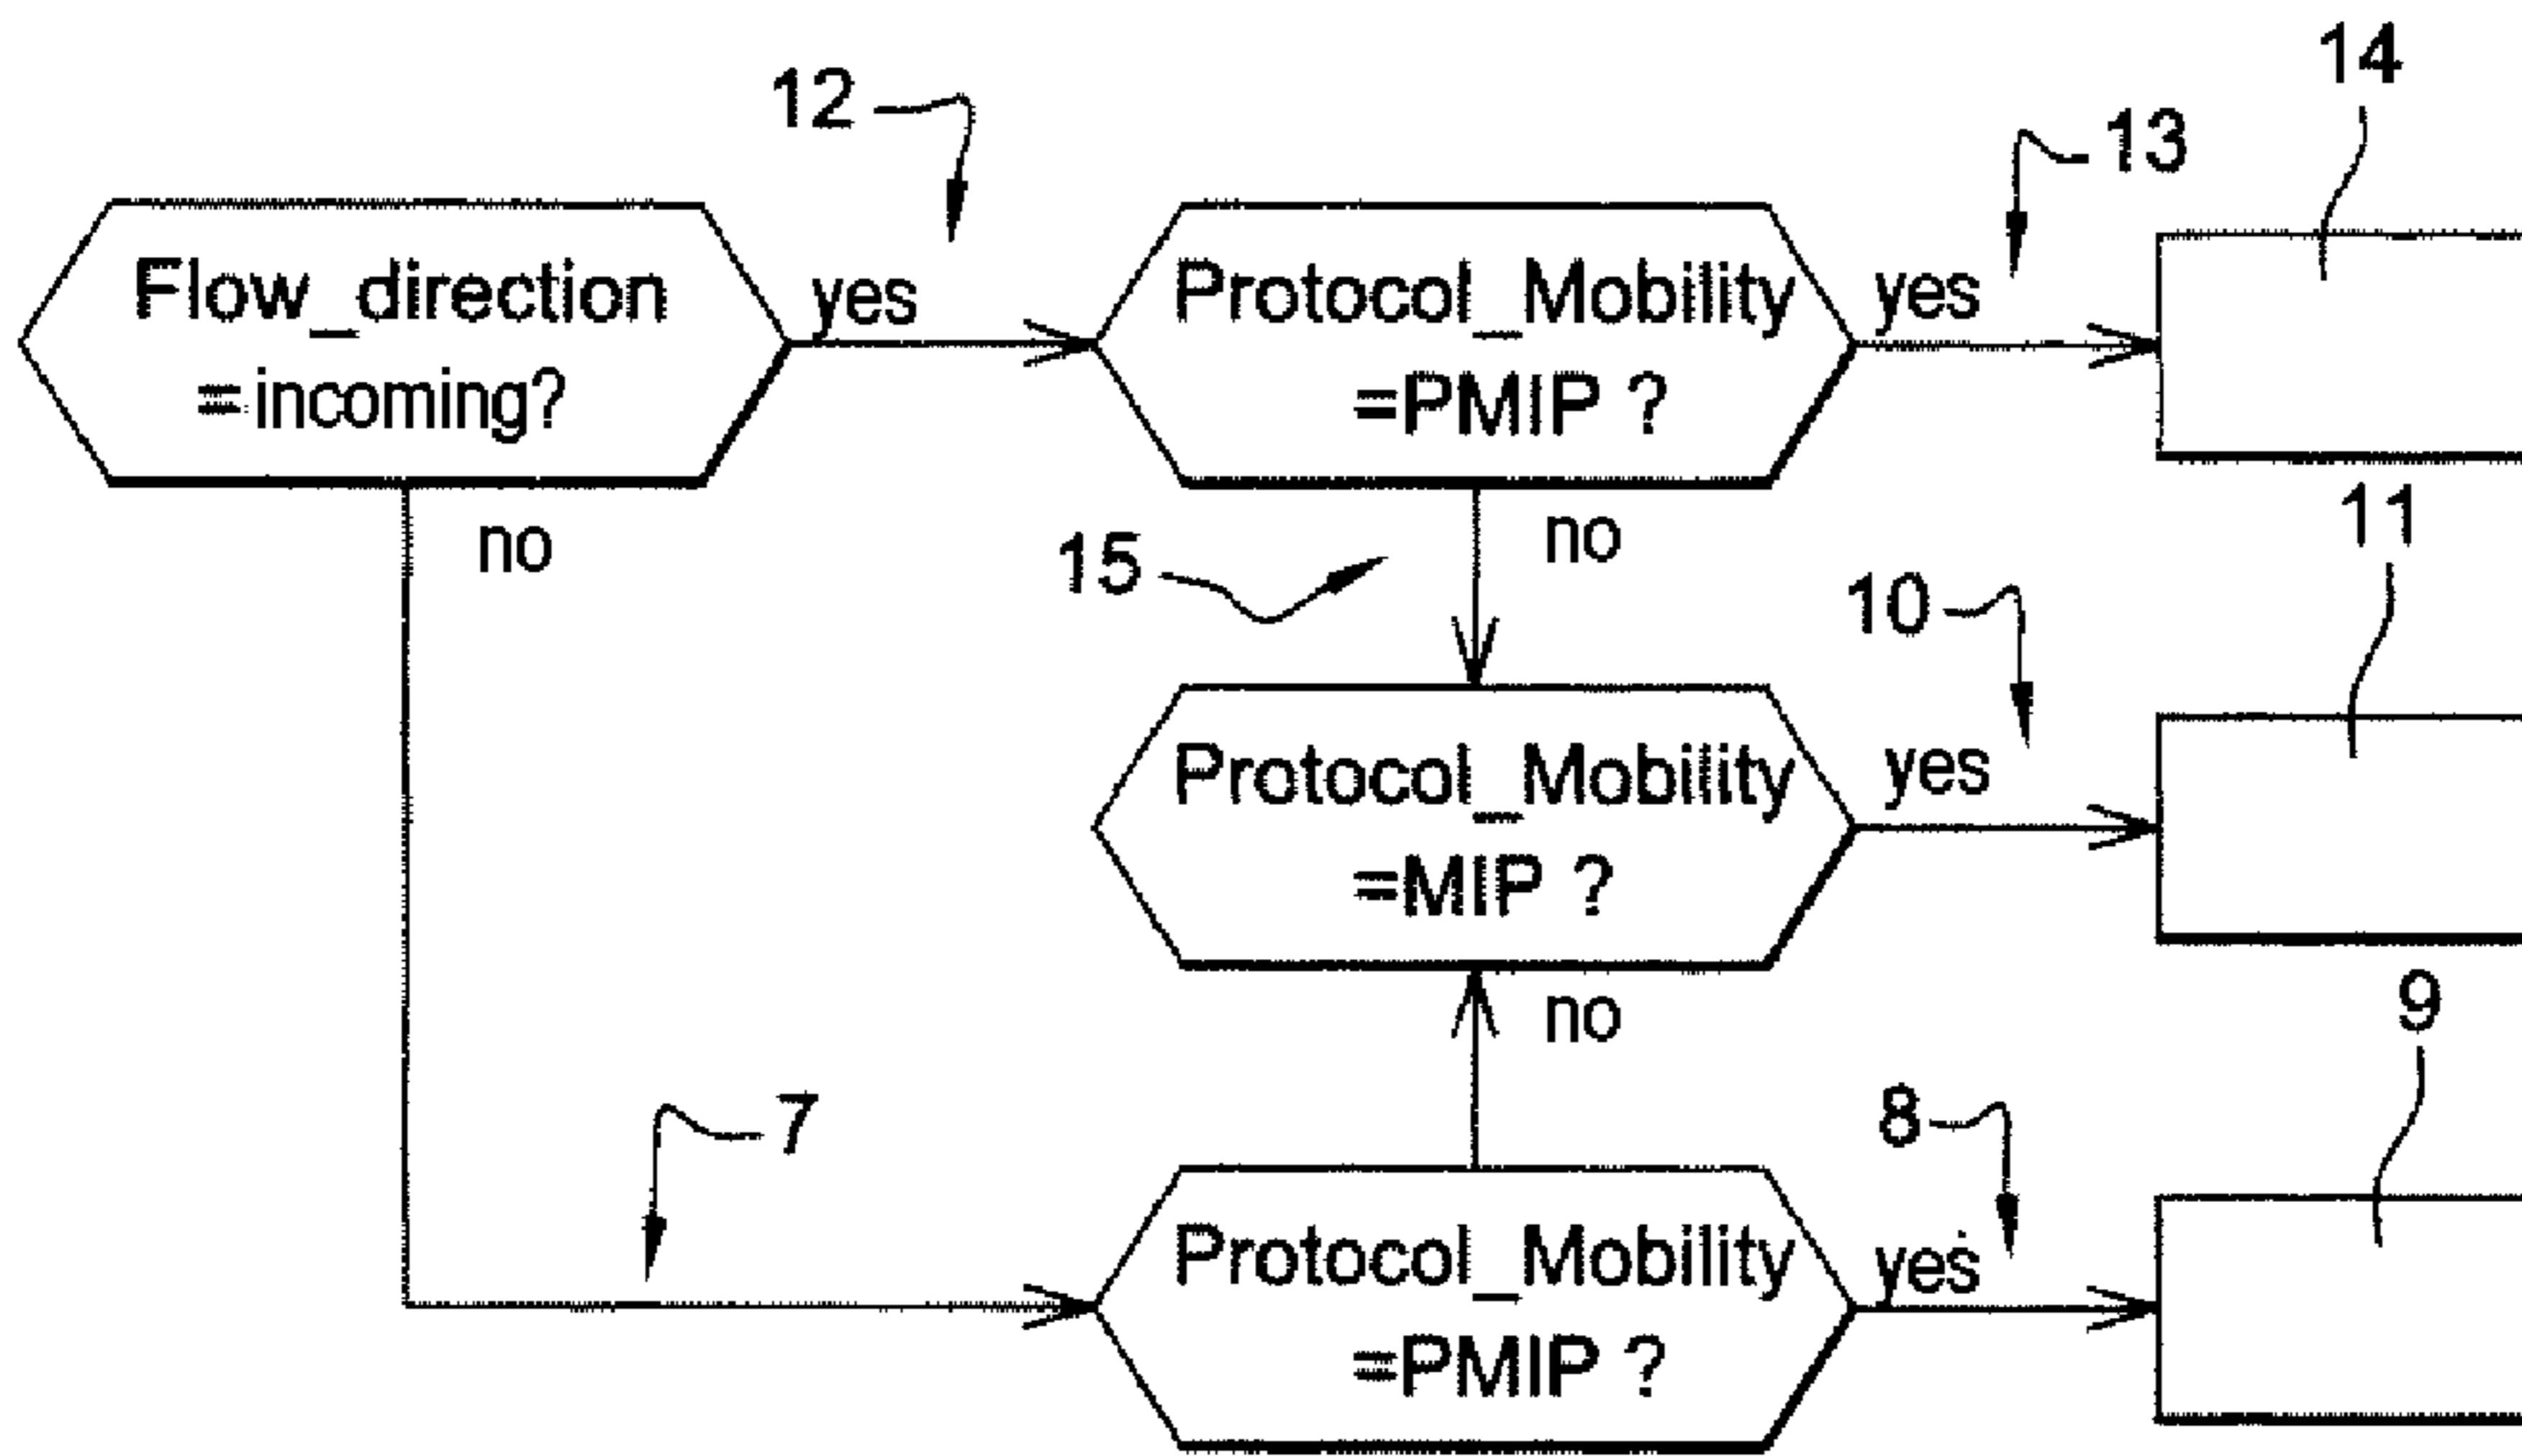 12
14
13
Flow_direction
=incoming?
yes
Protocol_Mobility
=PMIP ?
yes
no
15
no
11
10
Protocol_Mobility
=MIP ?
yes
no
9
7
8
Protocol_Mobility
=PMIP ?
yes